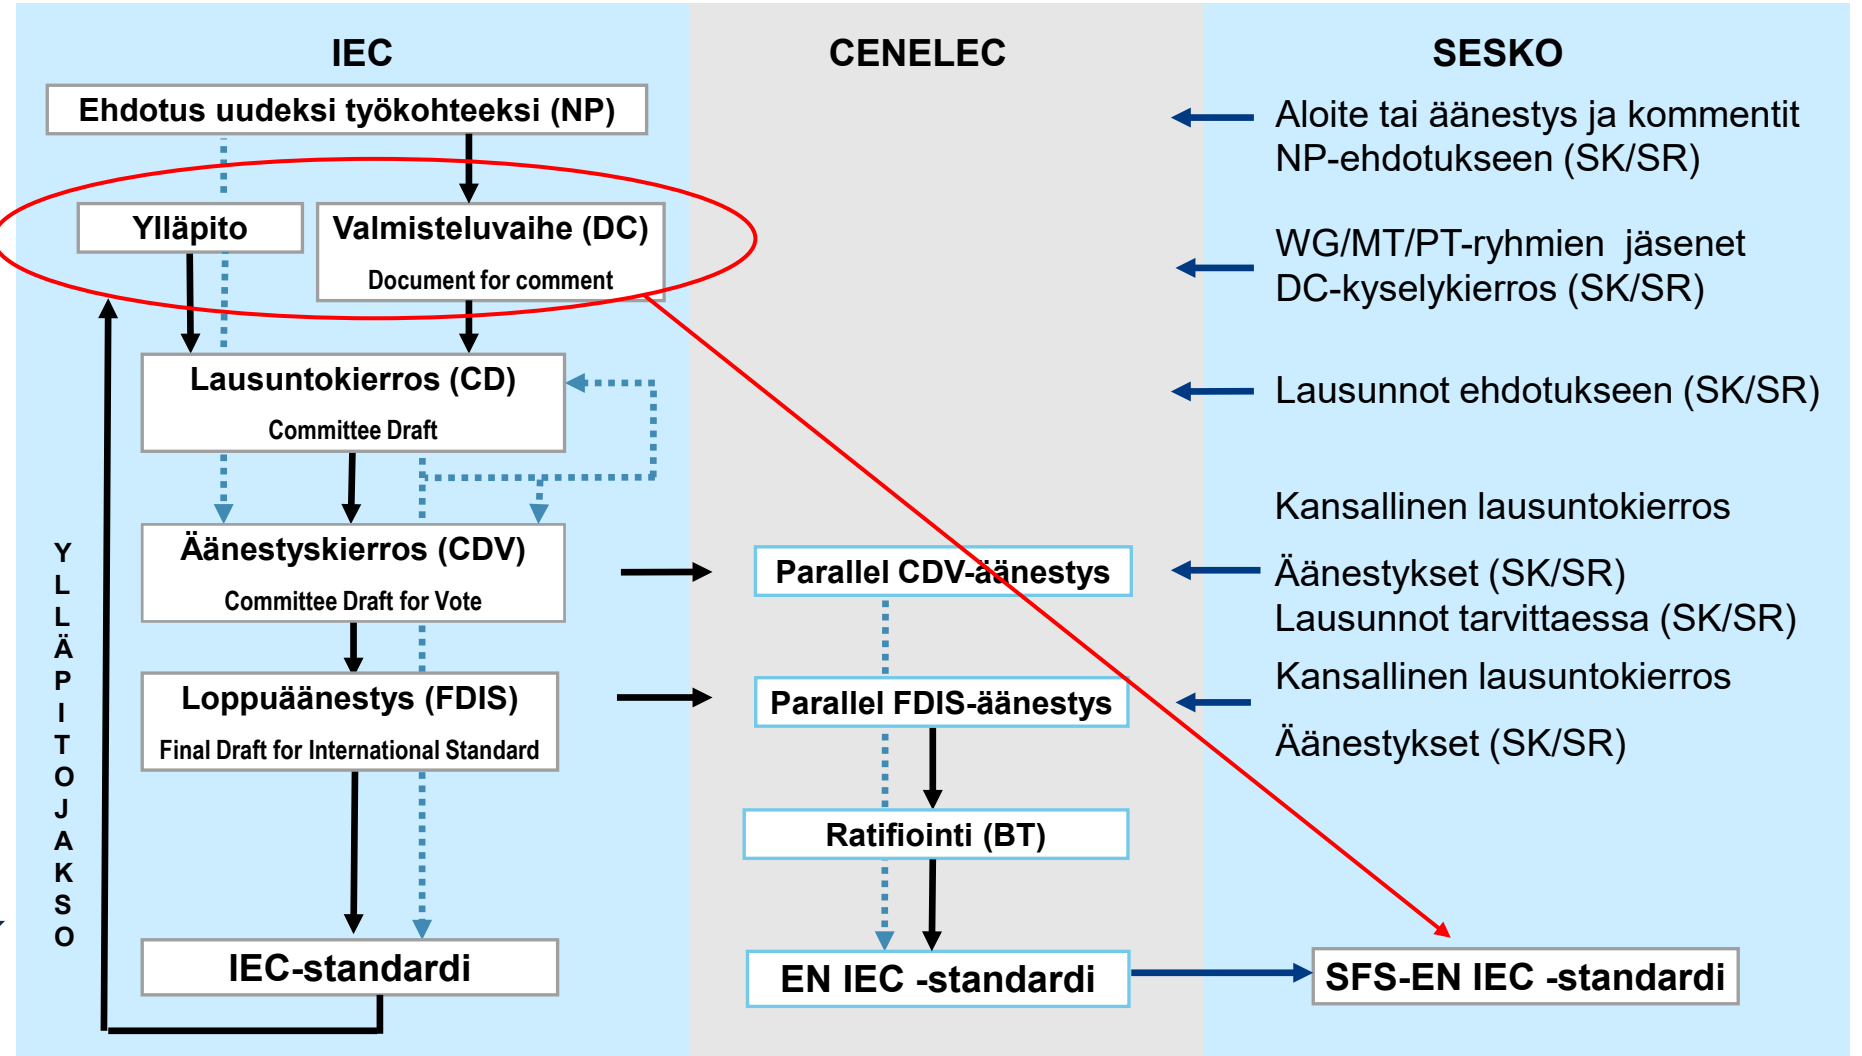 IEC
CENELEC
SESKO
Ehdotus uudeksi työkohteeksi (NP)
Ylläpito
Valmisteluvaihe (DC)
Document for comment
Lausuntokierros (CD)
Committee Draft
Äänestyskierros (CDV)
Committee Draft for Vote
Loppuäänestys (FDIS)
Final Draft for International Standard
IEC-standardi
YLLÄPITOJAKSO
Parallel CDV-äänestys
Parallel FDIS-äänestys
Ratifiointi (BT)
EN IEC -standardi
Aloite tai äänestys ja kommentit
NP-ehdotukseen (SK/SR)
WG/MT/PT-ryhmien jäsenet
DC-kyselykierros (SK/SR)
Lausunnot ehdotukseen (SK/SR)
Kansallinen lausuntokierros
Äänestykset (SK/SR)
Lausunnot tarvittaessa (SK/SR)
Kansallinen lausuntokierros
Äänestykset (SK/SR)
SFS-EN IEC -standardi